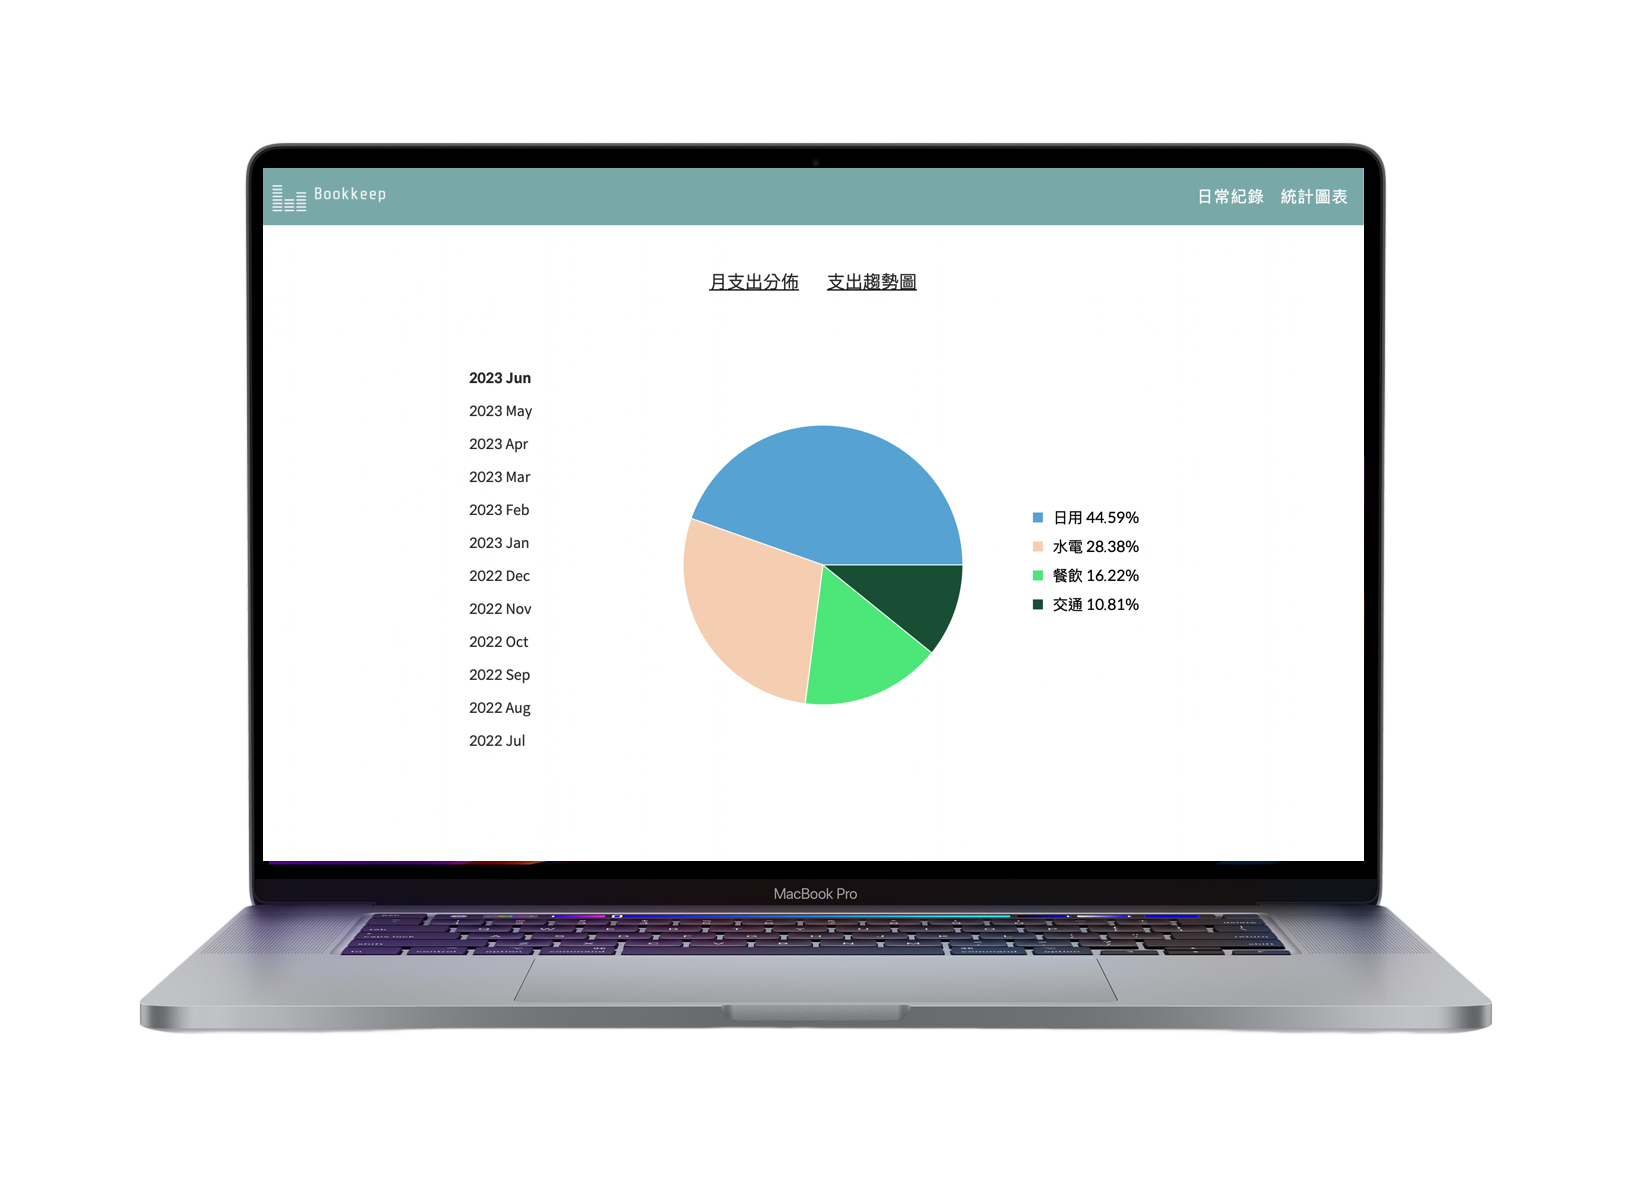 Bookkeep
日常紀錄 統計圖表
月支出分佈 支出趨勢圖
2023 Jun
2023 May
2023 Apr
2023 Mar
2023 Feb
2023 Jan
2022 Dec
2022 Nov
2022 Oct
2022 Sep
2022 Aug
2022 Jul
日用 44.59%
水電 28.38%
餐飲 16.22%
交通 10.81%
MacBook Pro